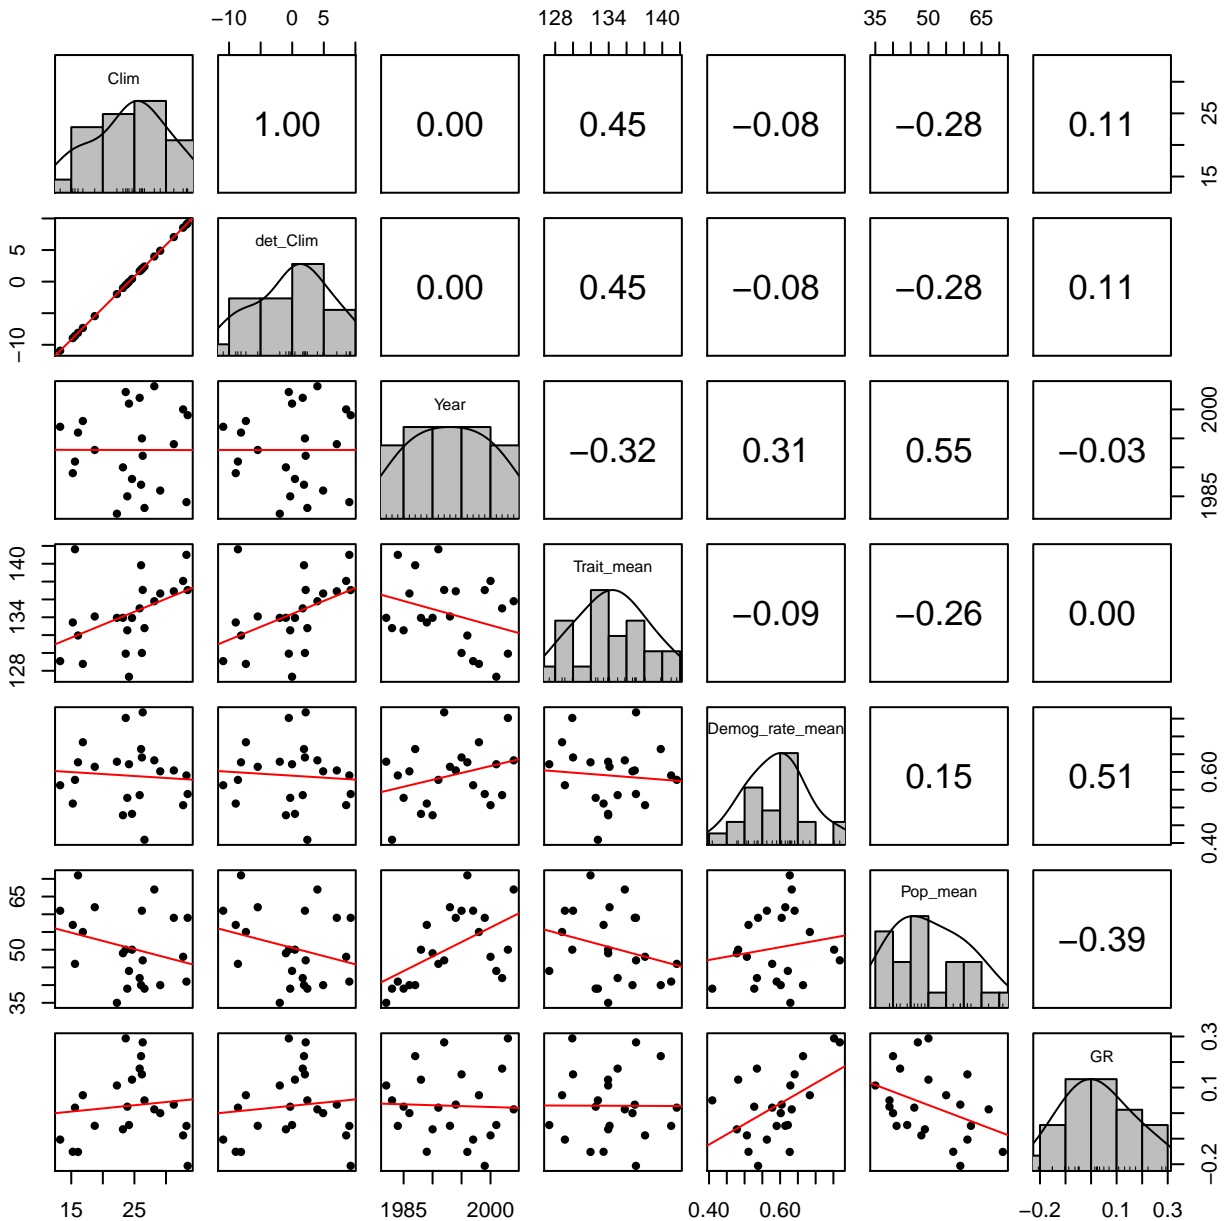 −10 0 5 128 134 140 35 50 65
Clim 1.00 0.00 0.45 −0.08 −0.28 0.11 15 25
−10 0 5 det_Clim 0.00 0.45 −0.08 −0.28 0.11
Year −0.32 0.31 0.55 −0.03 1985 2000
128 134 140 Trait_mean −0.09 −0.26 0.00
Demog_rate_mean 0.15 0.51 0.40 0.60
35 50 65 Pop_mean −0.39
GR −0.2 0.1 0.3
15 25 1985 2000 0.40 0.60 −0.2 0.1 0.3